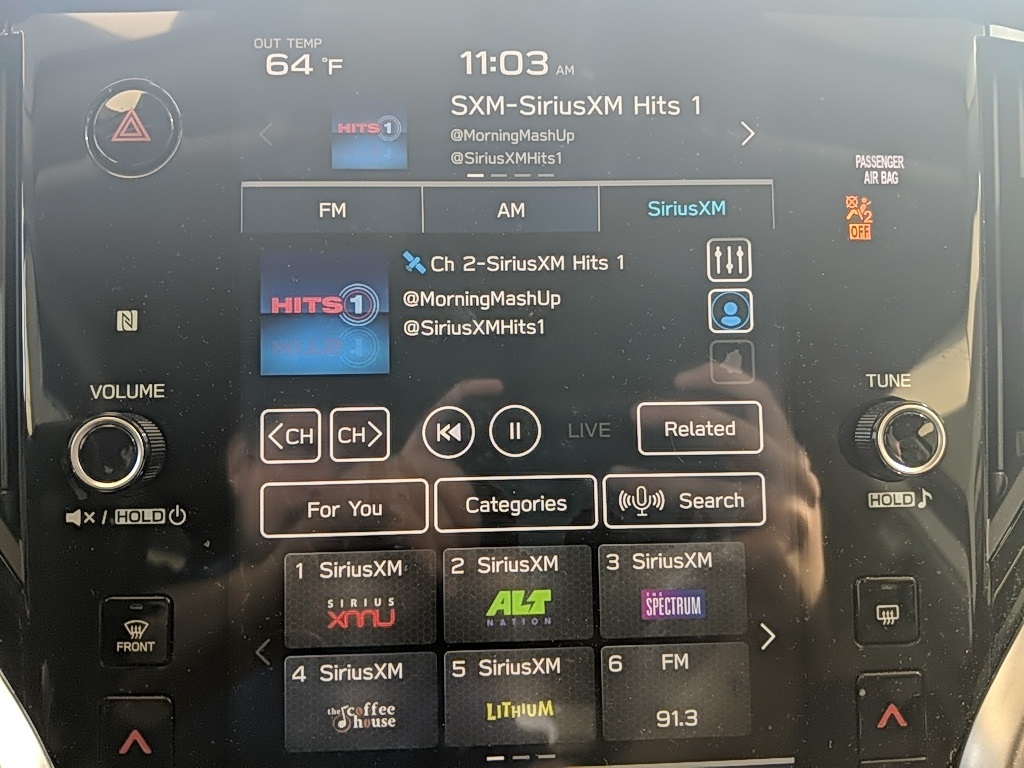 OUT TEMP
64 °F
11:03 AM
SXM-SiriusXM Hits 1
@MorningMashUp
@SiriusXMHits1
HITS 1
PASSENGER
AIR BAG
OFF
FM
AM
SiriusXM
Ch 2-SiriusXM Hits 1
@MorningMashUp
@SiriusXMHits1
HITS 1
N
VOLUME
TUNE
<CH
CH>
LIVE
Related
For You
Categories
Search
/ HOLD
HOLD
1 SiriusXM
SIRIUS
XMU
2 SiriusXM
ALT
NATION
3 SiriusXM
THE
SPECTRUM
FRONT
4 SiriusXM
the Coffee
house
5 SiriusXM
LiTHiUM
6 FM
91.3